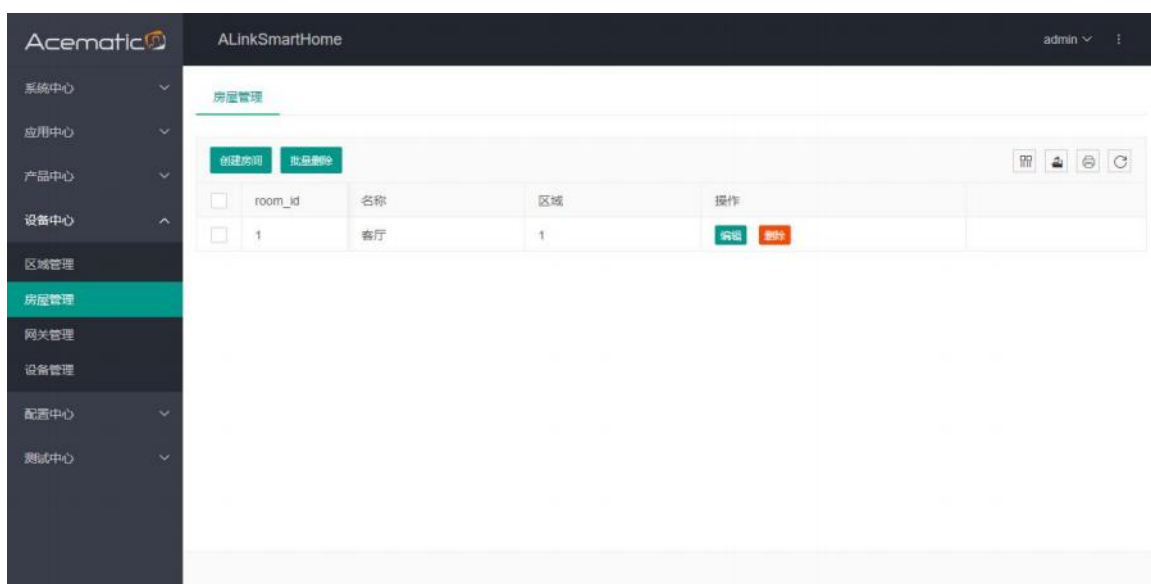 Acematic
ALinkSmartHome
admin
系统中心
应用中心
产品中心
设备中心
区域管理
房屋管理
网关管理
设备管理
配置中心
测试中心
房屋管理
创建房间 批量删除
room_id 名称 区域 操作
1 客厅 1 编辑 删除